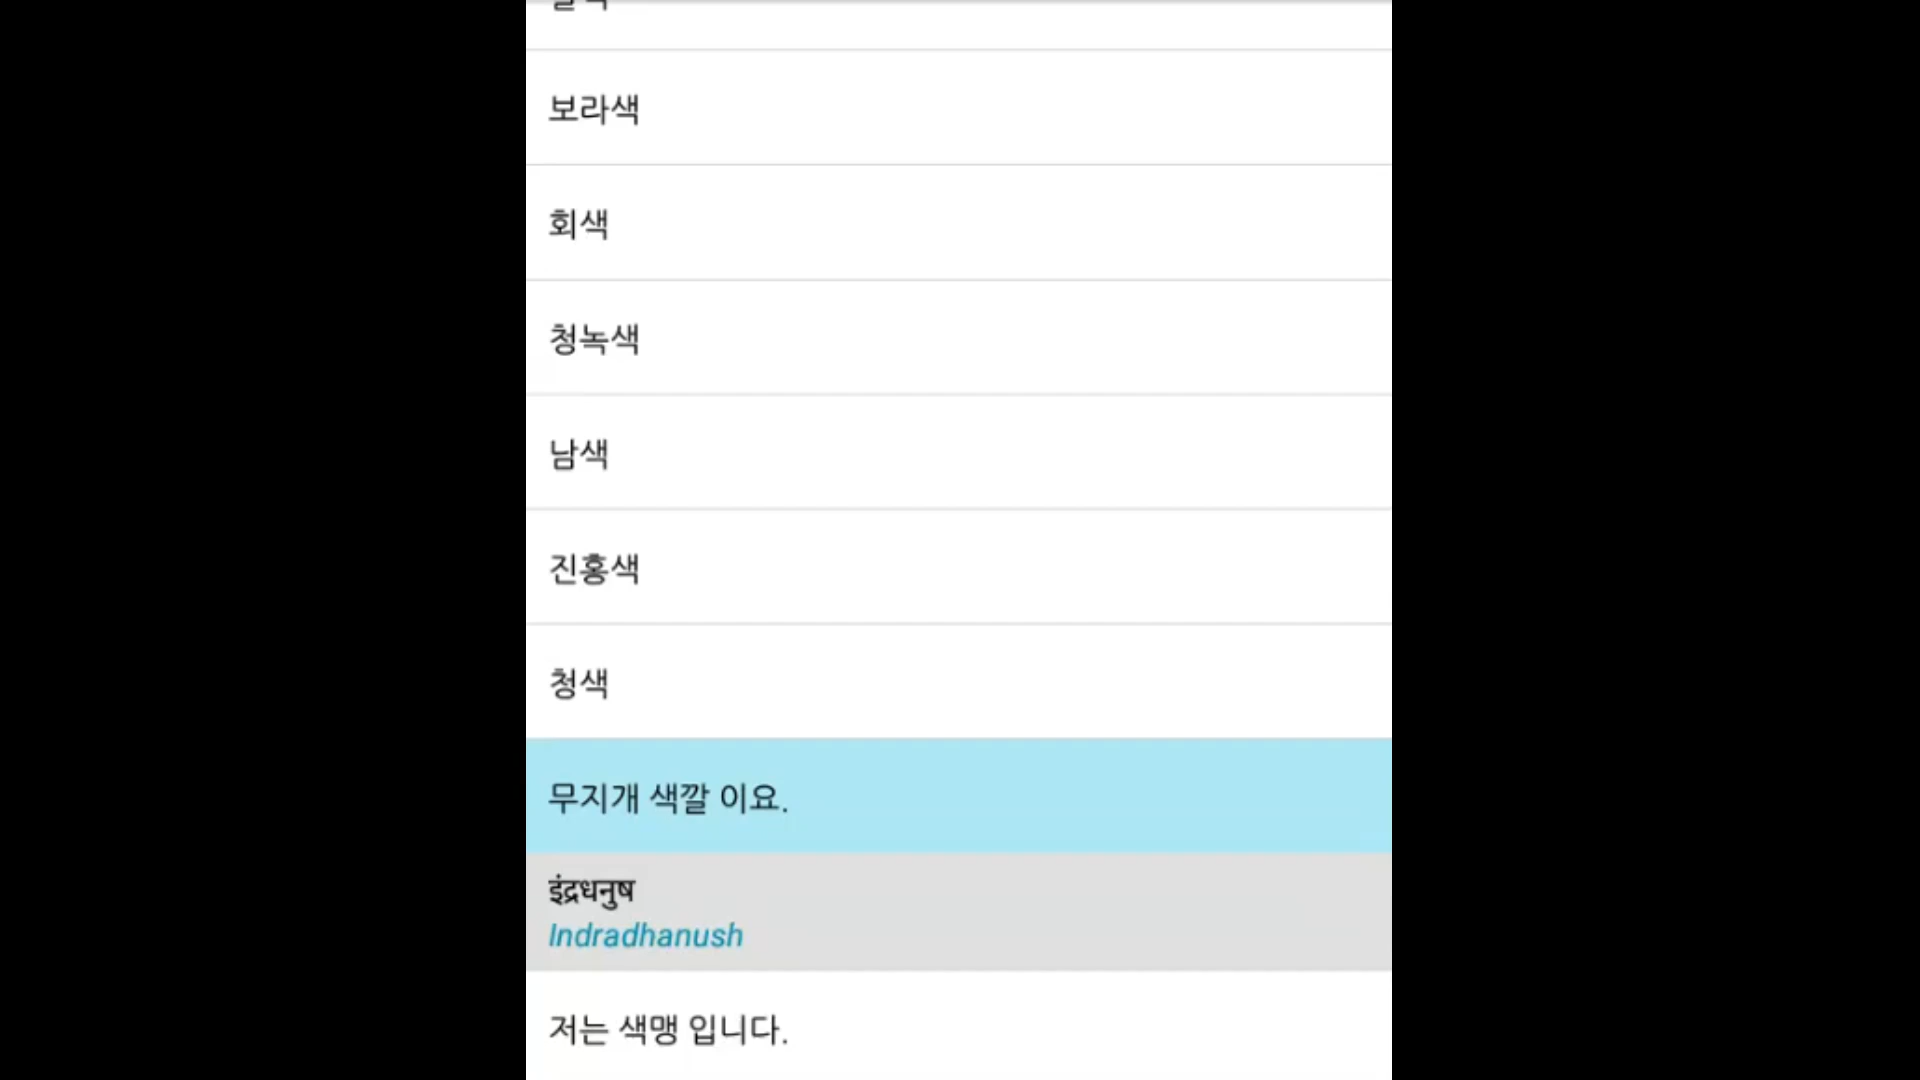 보라색
회색
청녹색
남색
진홍색
청색
무지개 색깔 이요.
इंद्रधनुष
Indradhanush
저는 색맹 입니다.